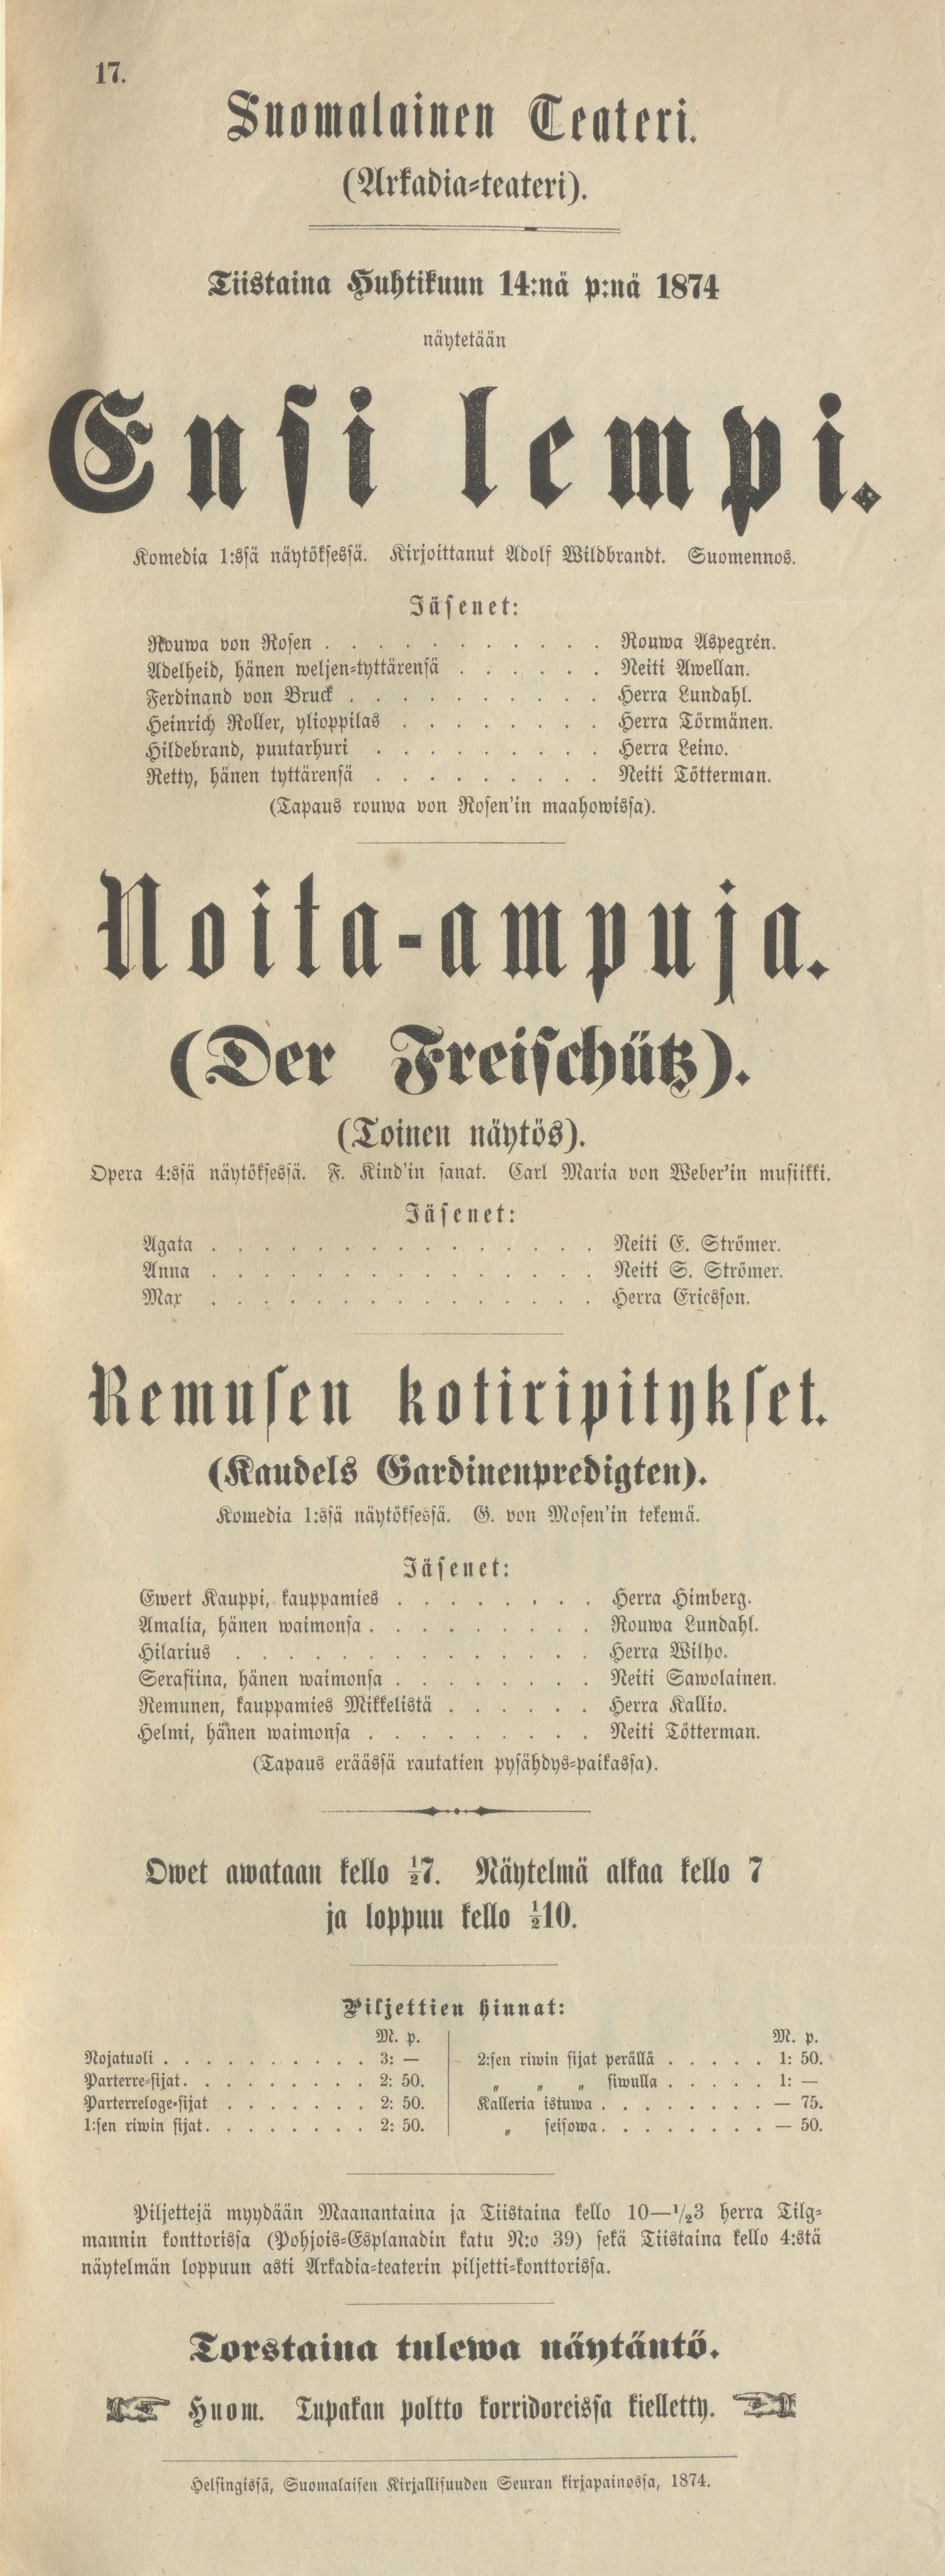 17.
Suomalainen Teateri.
(Arkadia-teateri).
Tiistaina Huhtikuun 14:nä p:nä 1874
näytetään
Ensi lempi.
Komedia 1:ssä näytöksessä. Kirjoittanut Adolf Wildbrandt. Suomennos.
Jäsenet:
Rouwa von Rosen . . . . . . . . . . . Rouwa Aspegrén.
Adelheid, hänen weljen-tyttärensä . . . . . . Neiti Awellan.
Ferdinand von Bruck . . . . . . . . . . Herra Lundahl.
Heinrich Roller, ylioppilas . . . . . . . . Herra Törmänen.
Hildebrand, puutarhuri . . . . . . . . . Herra Leino.
Netty, hänen tyttärensä . . . . . . . . . Neiti Tötterman.
(Tapaus rouwa von Rosen'in maahowissa).
Noita-ampuja.
(Der Freischütz).
(Toinen näytös).
Opera 4:ssä näytöksessä. F. Kind'in sanat. Carl Maria von Weber'in musiikki.
Jäsenet:
Agata . . . . . . . . . . . . . . . Neiti E. Strömer.
Anna . . . . . . . . . . . . . . . Neiti S. Strömer.
Max . . . . . . . . . . . . . . . Herra Ericsson.
Remusen kotiripitykset.
(Kaudels Gardinenpredigten).
Komedia 1:ssä näytöksessä. G. von Mosen'in tekemä.
Jäsenet:
Ewert Kauppi, kauppamies . . . . . . . . Herra Himberg.
Amalia, hänen waimonsa . . . . . . . . . Rouwa Lundahl.
Hilarius . . . . . . . . . . . . . . Herra Wilho.
Serafiina, hänen waimonsa . . . . . . . . Neiti Sawolainen.
Remunen, kauppamies Mikkelistä . . . . . . Herra Kallio.
Helmi, hänen waimonsa . . . . . . . . . Neiti Tötterman.
(Tapaus eräässä rautatien pysähdys-paikassa).
Owet awataan kello ½7. Näytelmä alkaa kello 7
ja loppuu kello ½10.
Piljettien hinnat:
M. p.
Nojatuoli . . . . . . . . . . 3: —
Parterre-sijat . . . . . . . . . 2: 50.
Parterreloge-sijat . . . . . . . 2: 50.
1:sen riwin sijat . . . . . . . . 2: 50.
M. p.
2:sen riwin sijat perällä . . . . . 1: 50.
„ „ „ siwulla . . . . . 1: —
Kalleria istuwa . . . . . . . . — 75.
„ seisowa . . . . . . . . — 50.
Piljettejä myydään Maanantaina ja Tiistaina kello 10—1/23 herra Tilg-
mannin konttorissa (Pohjois-Esplanadin katu N:o 39) sekä Tiistaina kello 4:stä
näytelmän loppuun asti Arkadia-teaterin piljetti-konttorissa.
Torstaina tulewa näytäntö.
Huom. Tupakan poltto korridoreissa kielletty.
Helsingissä, Suomalaisen Kirjallisuuden Seuran kirjapainossa, 1874.